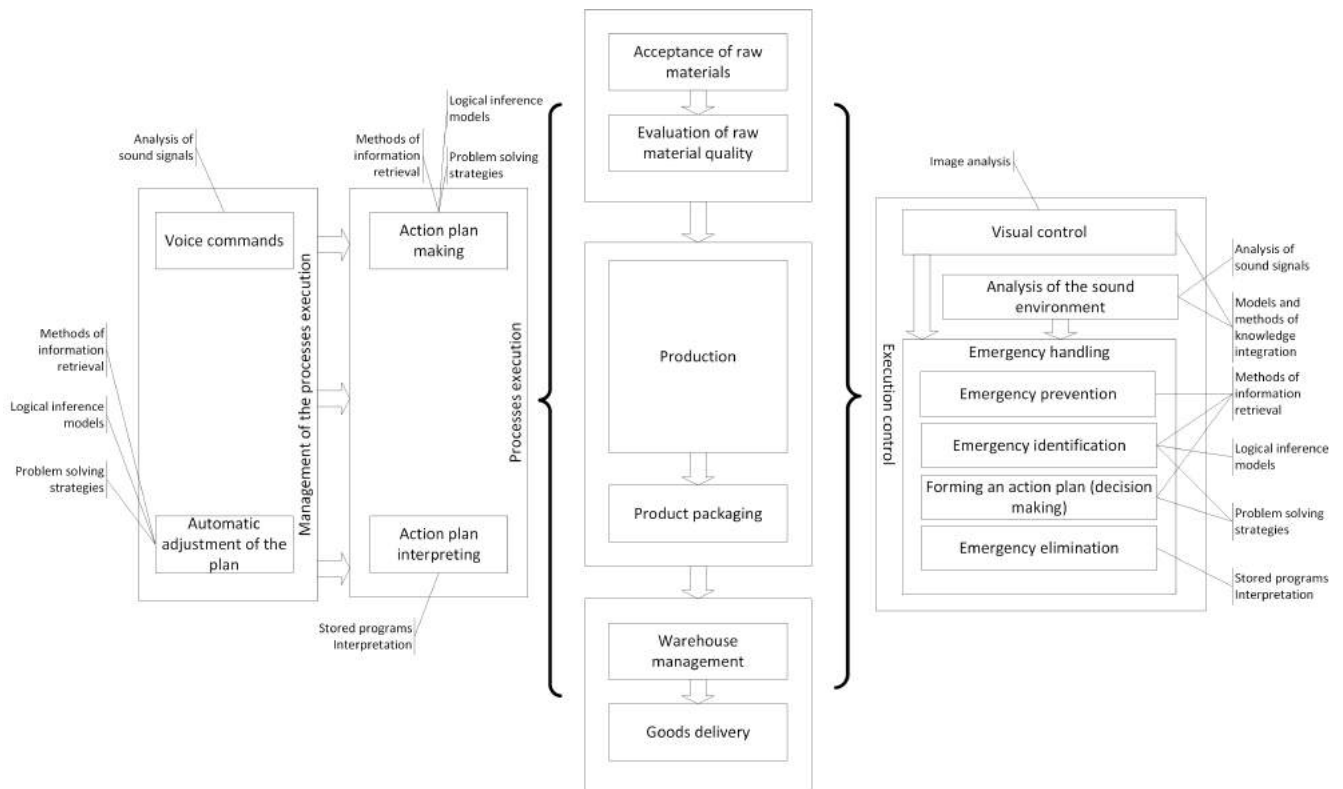 Analysis of
sound signals
Voice commands
Methods of
information
retrieval
Logical inference
models
Problem solving
strategies
Automatic
adjustment of the
plan
Management of the processes execution
Logical inference
models
Methods of
information
retrieval
Problem solving
strategies
Action plan
making
Action plan
interpreting
Stored programs
Interpretation
Processes execution
Acceptance of raw
materials
Evaluation of raw
material quality
Production
Product packaging
Warehouse
management
Goods delivery
Image analysis
Visual control
Analysis of the sound
environment
Execution control
Emergency handling
Emergency prevention
Emergency identification
Forming an action plan (decision
making)
Emergency elimination
Analysis of
sound signals
Models and
methods of
knowledge
integration
Methods of
information
retrieval
Logical inference
models
Problem solving
strategies
Stored programs
Interpretation